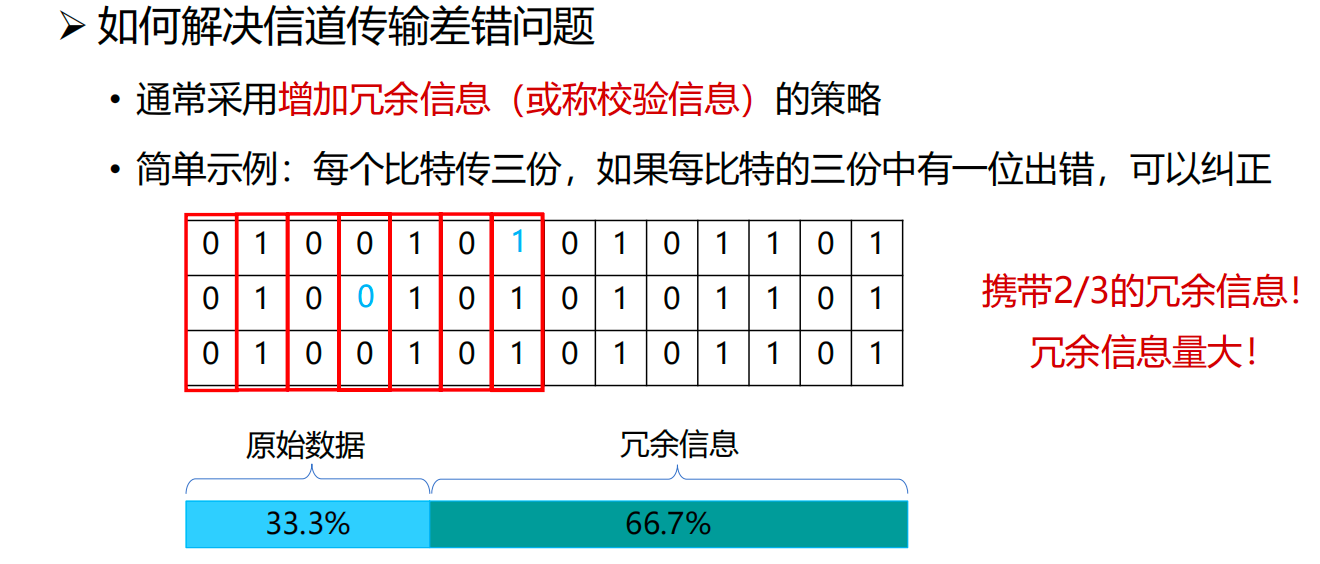 ➢ 如何解决信道传输差错问题
• 通常采用增加冗余信息（或称校验信息）的策略
• 简单示例：每个比特传三份，如果每比特的三份中有一位出错，可以纠正
0 1 0 0 1 0 1 0 1 0 1 1 0 1
0 1 0 0 1 0 1 0 1 0 1 1 0 1
0 1 0 0 1 0 1 0 1 0 1 1 0 1
携带2/3的冗余信息！
冗余信息量大！
原始数据 冗余信息
33.3% 66.7%